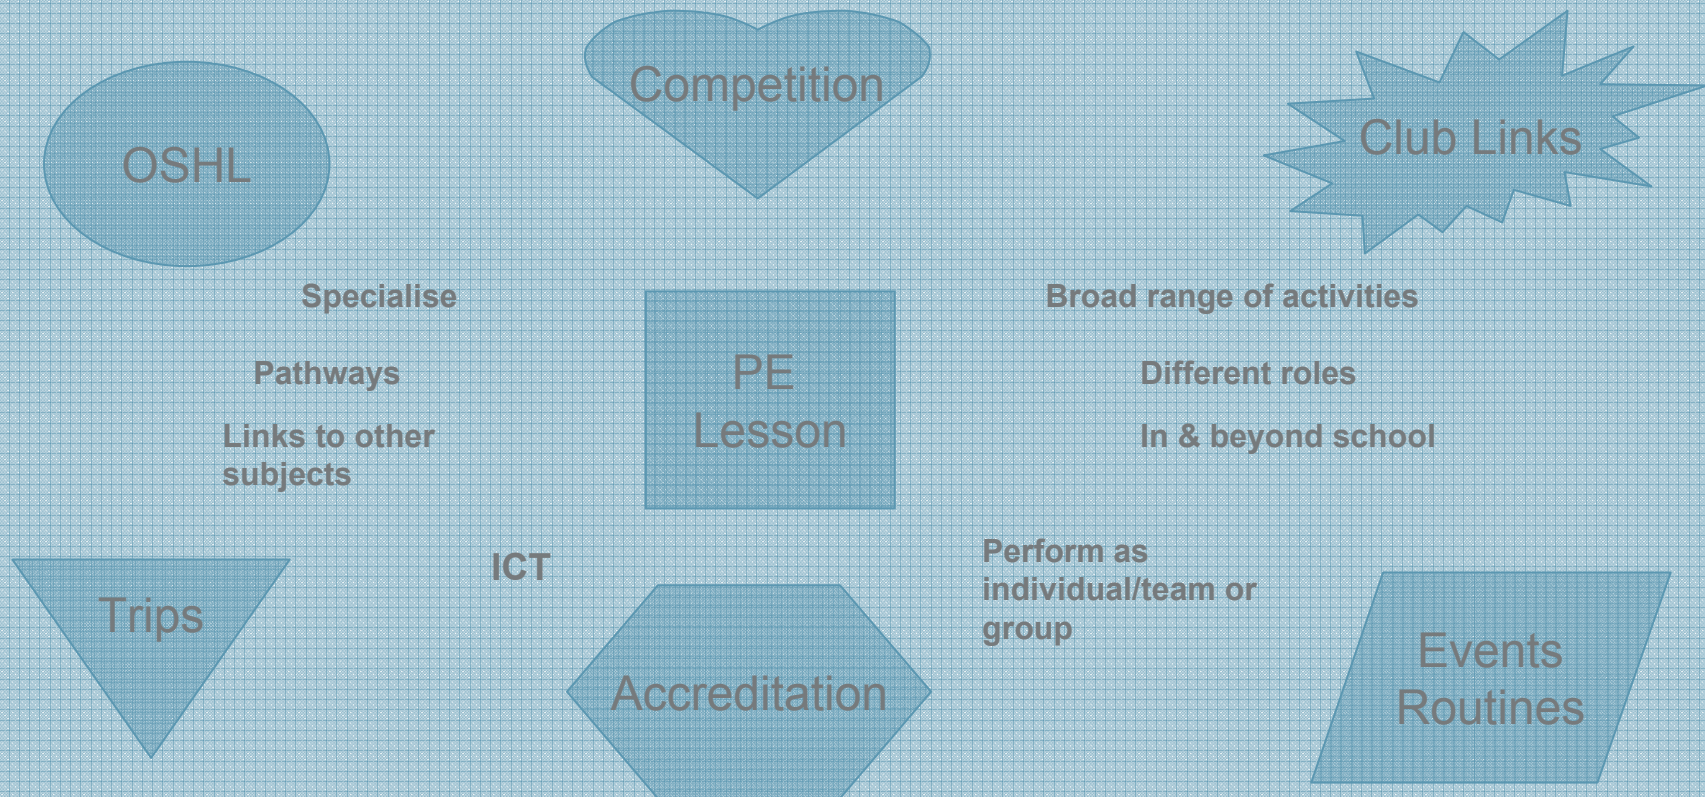 Competition
OSHL
Club Links
Specialise
Broad range of activities
Pathways
PE
Lesson
Different roles
Links to other
subjects
In & beyond school
ICT
Perform as
individual/team or
group
Trips
Accreditation
Events
Routines